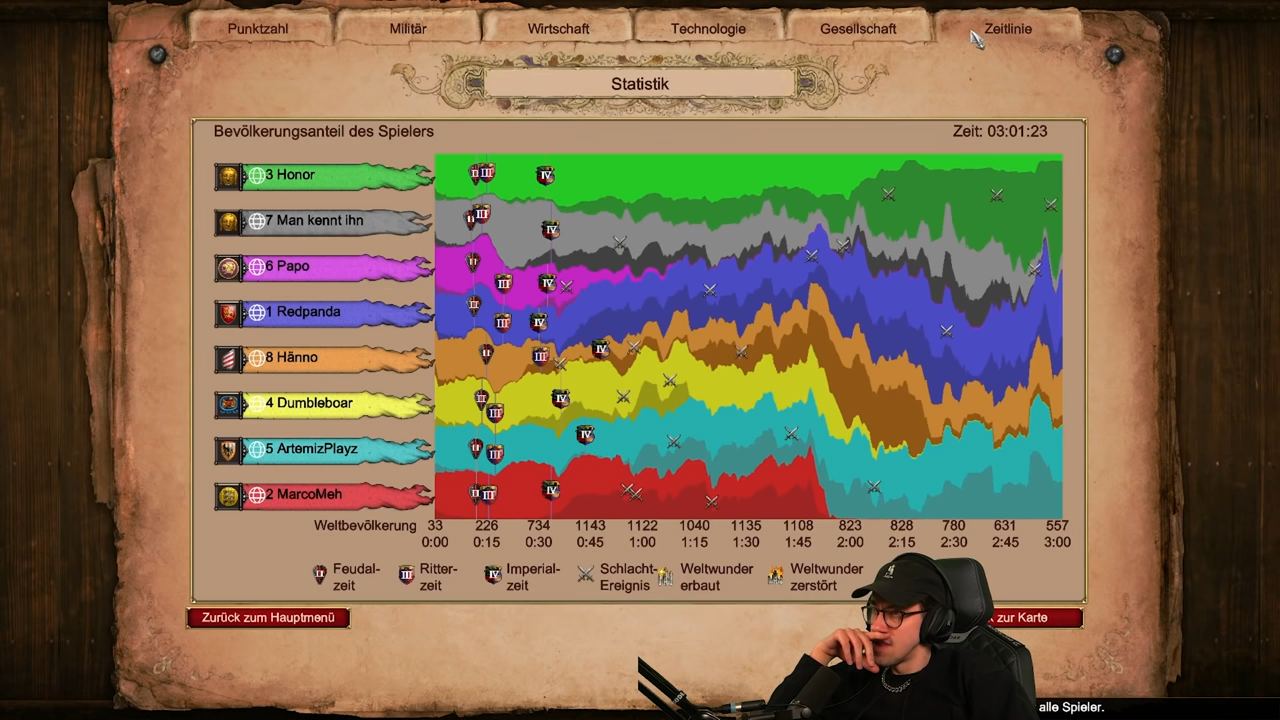 Punktzahl Militär Wirtschaft Technologie Gesellschaft Zeitlinie
Statistik
Bevölkerungsanteil des Spielers Zeit: 03:01:23
3 Honor
7 Man kennt ihn
6 Papo
1 Redpanda
8 Hänno
4 Dumbleboar
5 ArtemizPlayz
2 MarcoMeh
Weltbevölkerung 33 226 734 1143 1122 1040 1135 1108 823 828 780 631 557
0:00 0:15 0:30 0:45 1:00 1:15 1:30 1:45 2:00 2:15 2:30 2:45 3:00
Feudal- Ritter- Imperial- Schlacht- Weltwunder Weltwunder
zeit zeit zeit Ereignis erbaut zerstört
Zurück zum Hauptmenü zur Karte
alle Spieler.